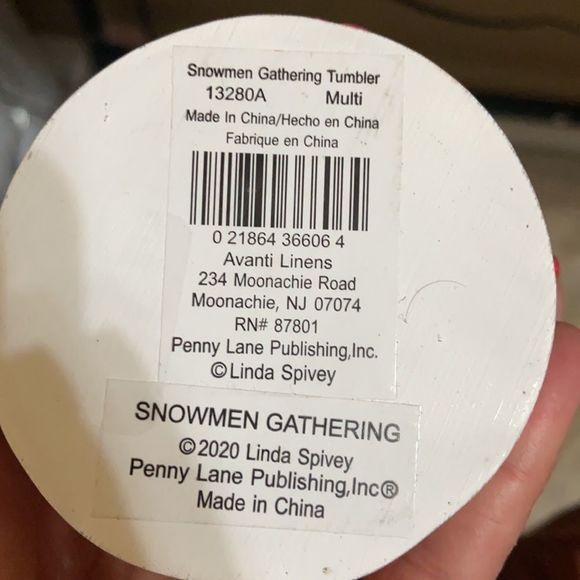 Snowmen Gathering Tumbler
13280A Multi
Made In China/Hecho en China
Fabrique en China
0 21864 36606 4
Avanti Linens
234 Moonachie Road
Moonachie, NJ 07074
RN# 87801
Penny Lane Publishing,Inc.
©Linda Spivey
SNOWMEN GATHERING
©2020 Linda Spivey
Penny Lane Publishing,Inc®
Made in China